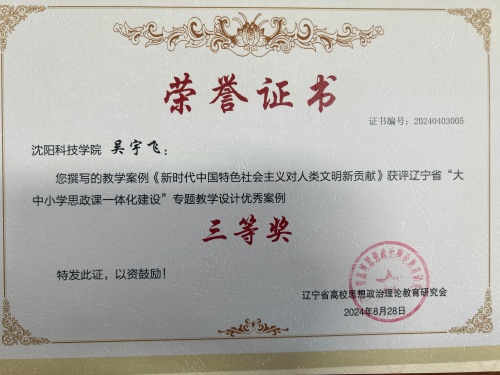 荣誉证书
证书编号：20240403005
沈阳科技学院 吴宇飞：
您撰写的教学案例《新时代中国特色社会主义对人类文明新贡献》获评辽宁省“大
中小学思政课一体化建设”专题教学设计优秀案例
三等奖
特发此证，以资鼓励！
辽宁省高校思想政治理论教育研究会
2024年8月28日